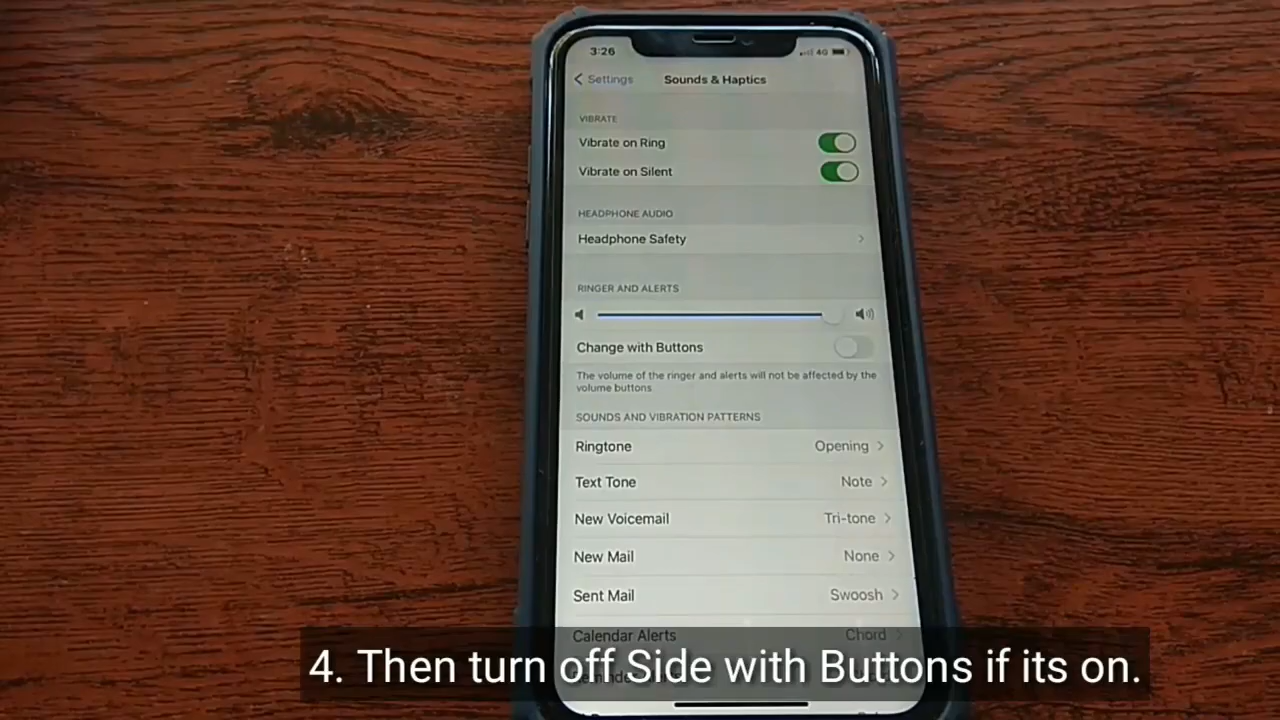 3:26
4G
Settings
Sounds & Haptics
VIBRATE
Vibrate on Ring
Vibrate on Silent
HEADPHONE AUDIO
Headphone Safety
RINGER AND ALERTS
Change with Buttons
The volume of the ringer and alerts will not be affected by the
volume buttons
SOUNDS AND VIBRATION PATTERNS
Ringtone Opening
Text Tone Note
New Voicemail Tri-tone
New Mail None
Sent Mail Swoosh
Calendar Alerts Chord
4. Then turn off Side with Buttons if its on.